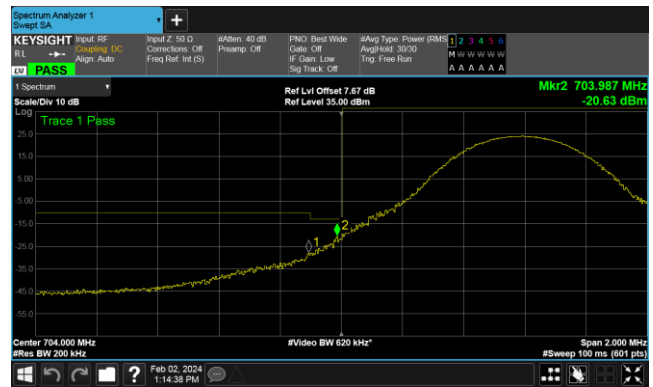 Spectrum Analyzer 1
Swept SA
+
KEYSIGHT
RL
LXI
PASS
Input: RF
Coupling: DC
Align: Auto
Input Z: 50 Ω
Corrections: Off
Freq Ref: Int (S)
#Atten: 40 dB
Preamp: Off
PNO: Best Wide
Gate: Off
IF Gain: Low
Sig Track: Off
#Avg Type: Power (RMS
Avg|Hold: 30/30
Trig: Free Run
1 2 3 4 5 6
M W W W W W
A A A A A A
1 Spectrum
Scale/Div 10 dB
Ref Lvl Offset 7.67 dB
Ref Level 35.00 dBm
Mkr2 703.987 MHz
-20.63 dBm
Log
Trace 1 Pass
25.0
15.0
5.00
-5.00
-15.0
-25.0
-35.0
-45.0
-55.0
1
2
Center 704.000 MHz
#Res BW 200 kHz
#Video BW 620 kHz*
Span 2.000 MHz
#Sweep 100 ms (601 pts)
?
Feb 02, 2024
1:14:38 PM